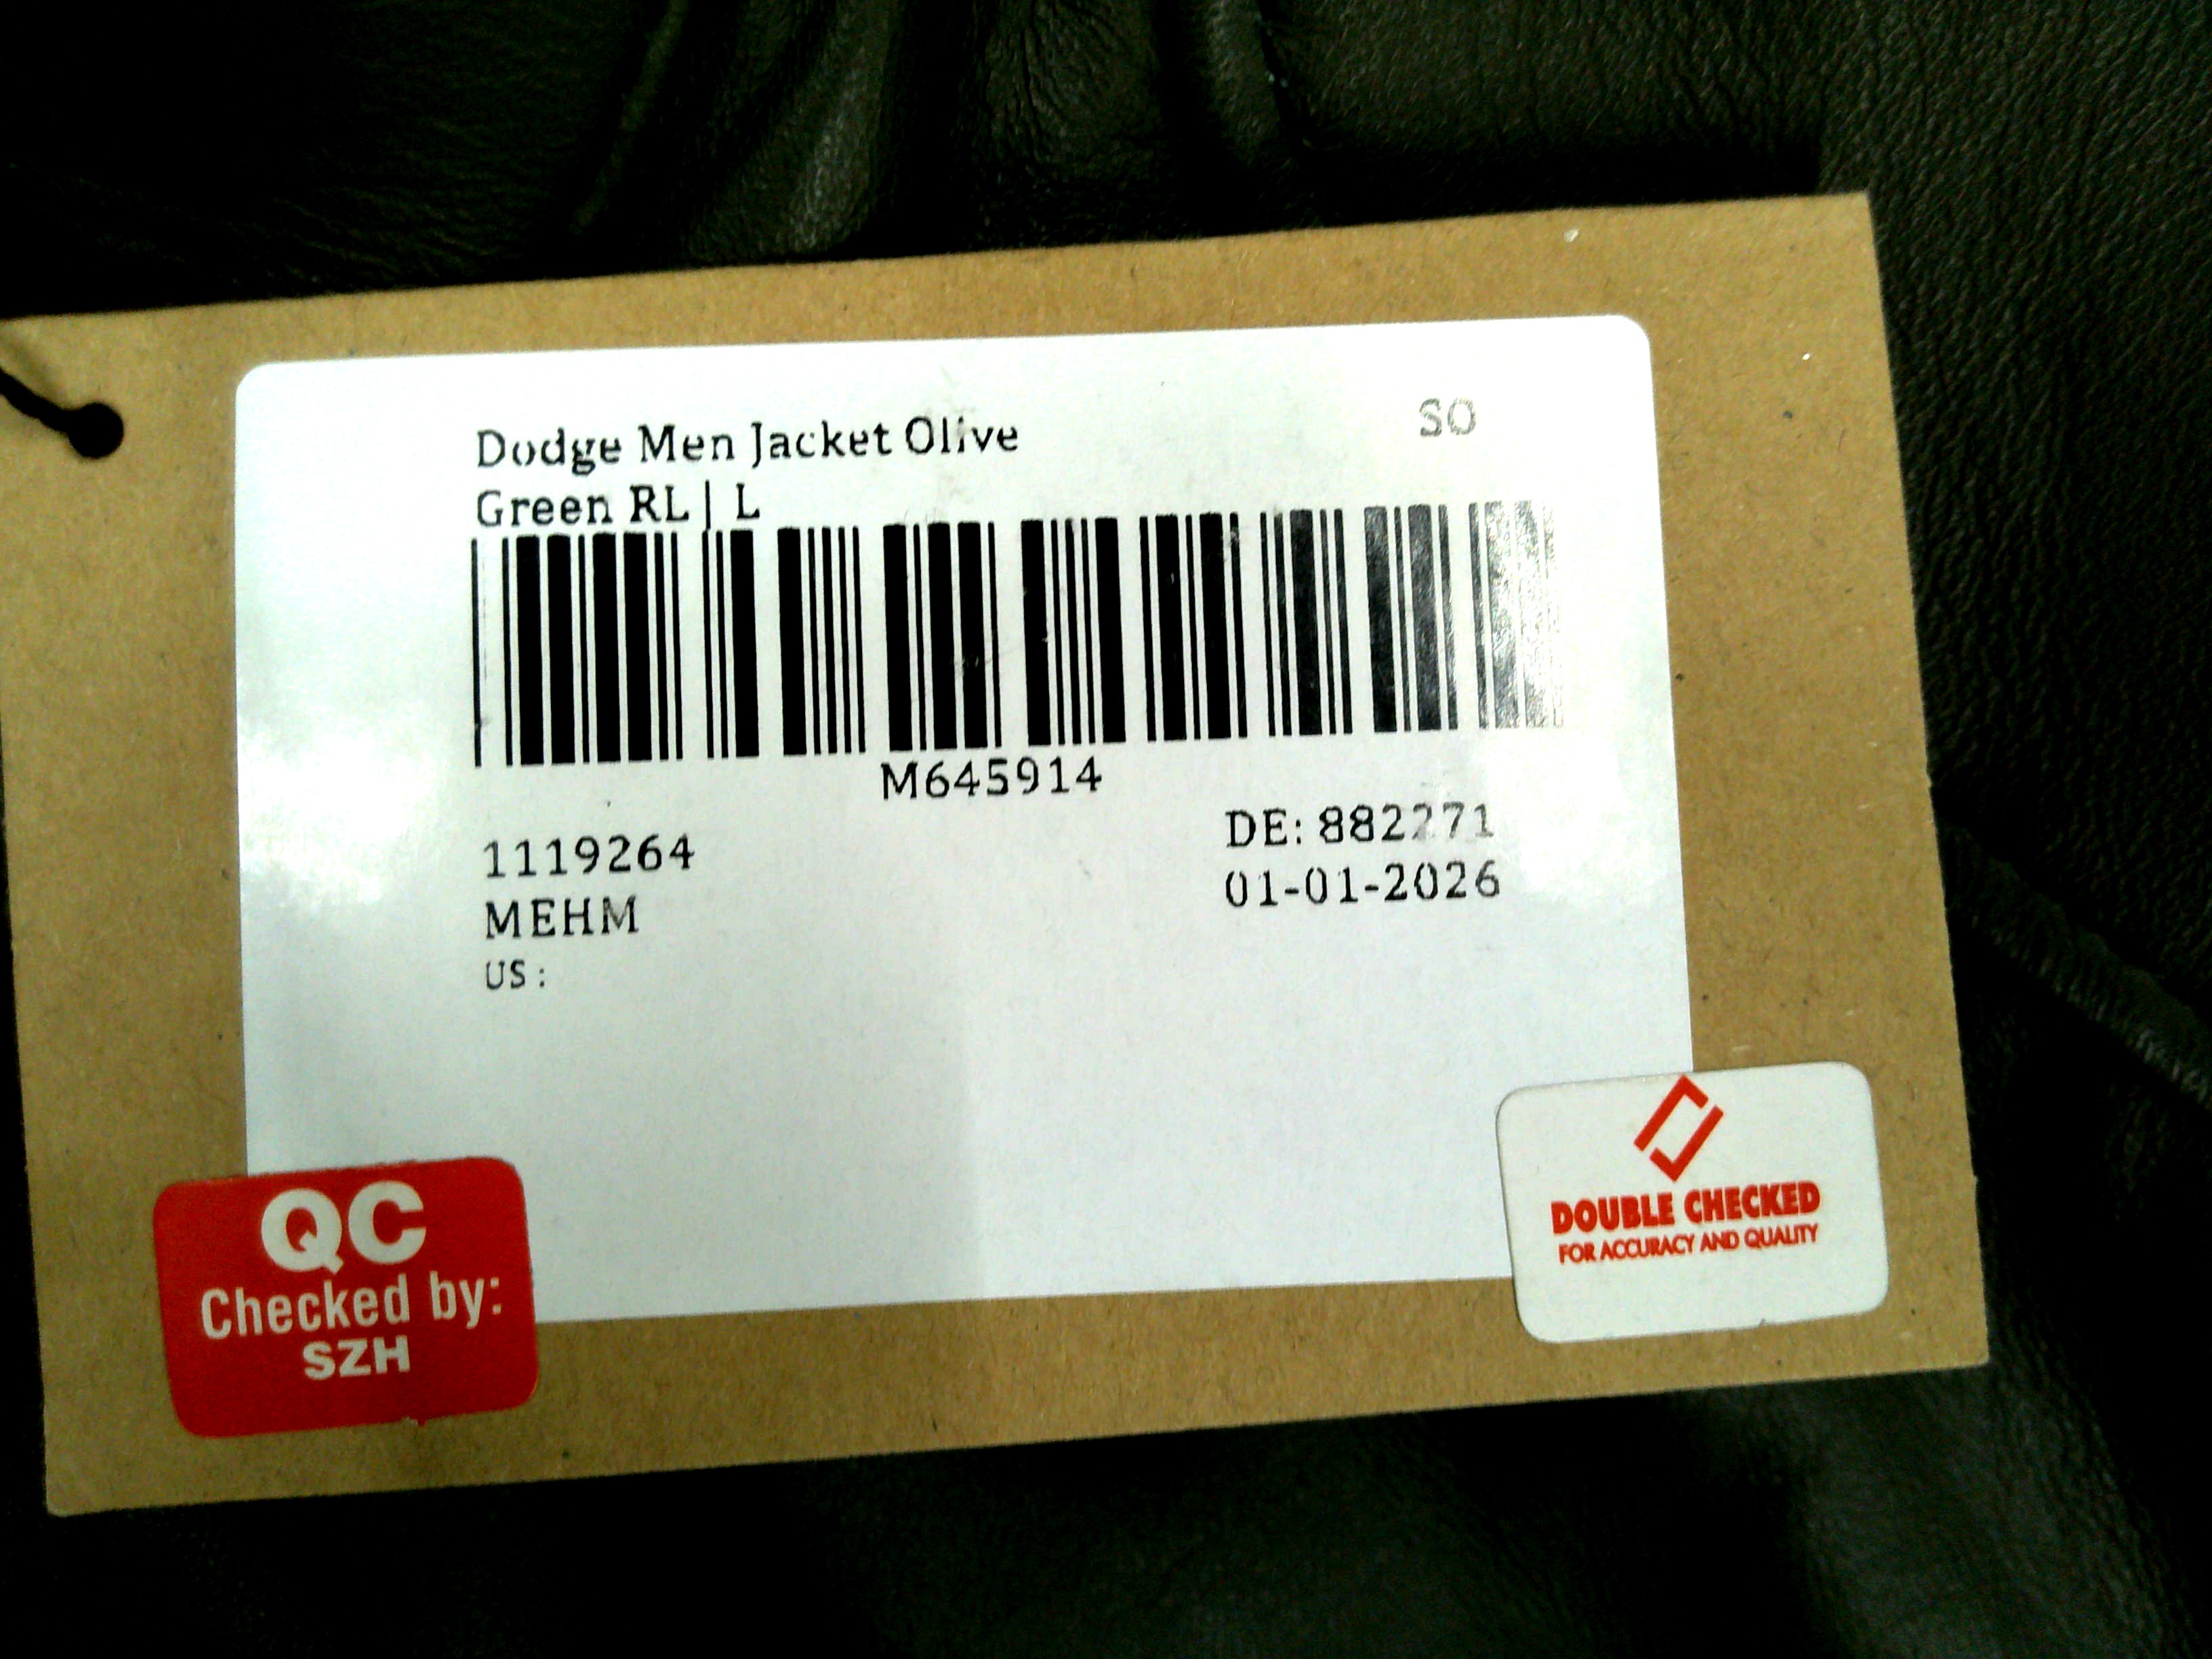 Dodge Men Jacket Olive
Green RL | L
SO
M645914
1119264
MEHM
US :
DE: 882271
01-01-2026
QC
Checked by:
SZH
DOUBLE CHECKED
FOR ACCURACY AND QUALITY